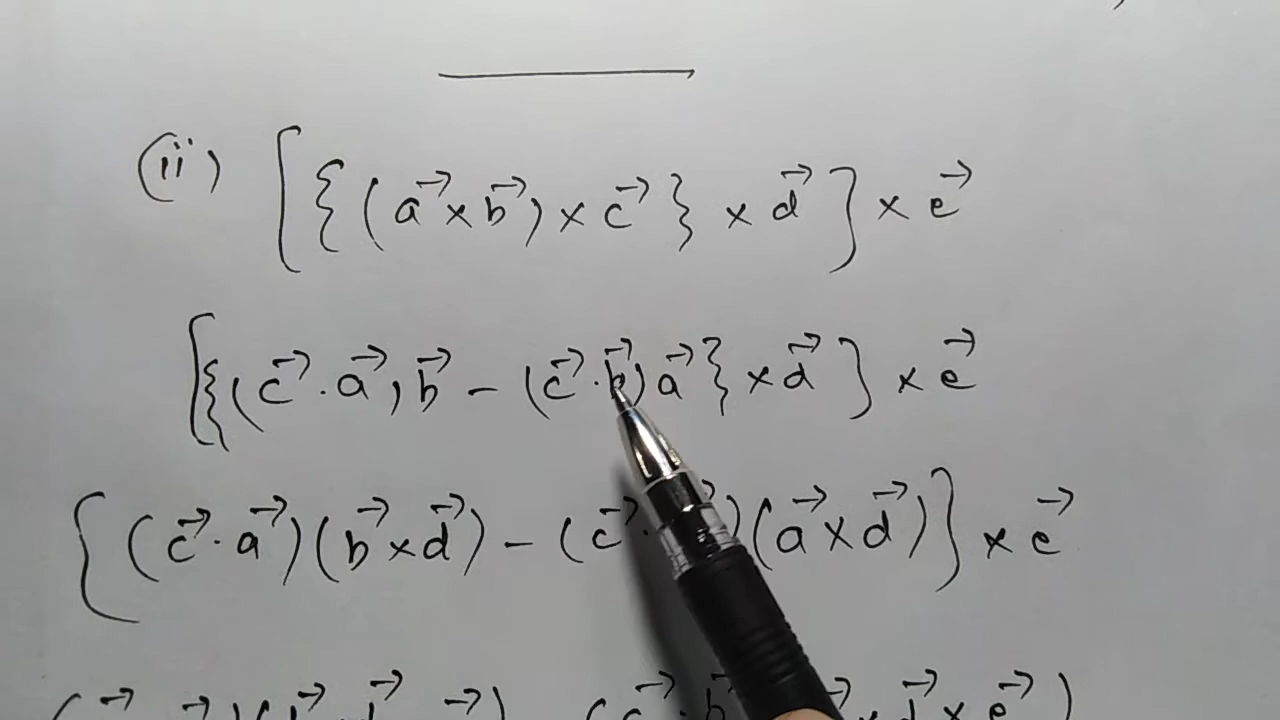 (ii) [{(a⃗ × b⃗) × c⃗} × d⃗] × e⃗
[{(c⃗ · a⃗) b⃗ − (c⃗ · b⃗) a⃗} × d⃗] × e⃗
{(c⃗ · a⃗)(b⃗ × d⃗) − (c⃗ · )(a⃗ × d⃗)} × e⃗
(c⃗ · b⃗ d⃗ × e⃗)